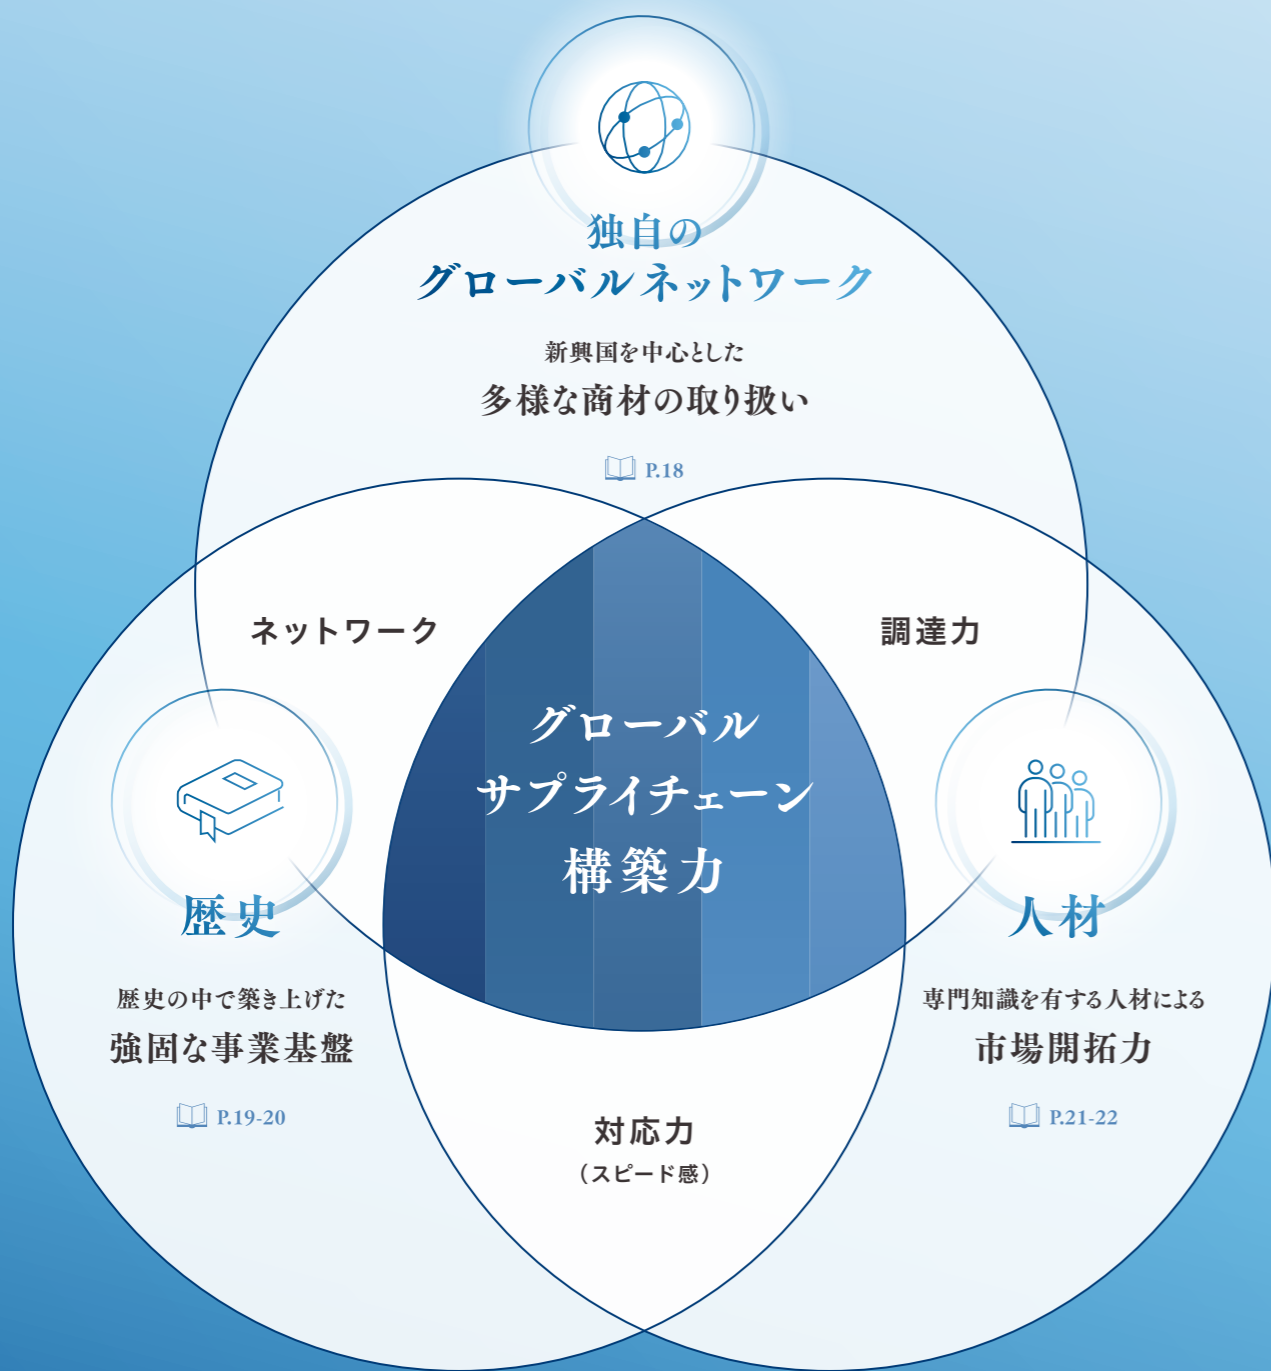 独自の
グローバルネットワーク
新興国を中心とした
多様な商材の取り扱い
P.18
ネットワーク
調達力
グローバル
サプライチェーン
構築力
歴史
歴史の中で築き上げた
強固な事業基盤
P.19-20
人材
専門知識を有する人材による
市場開拓力
P.21-22
対応力
（スピード感）